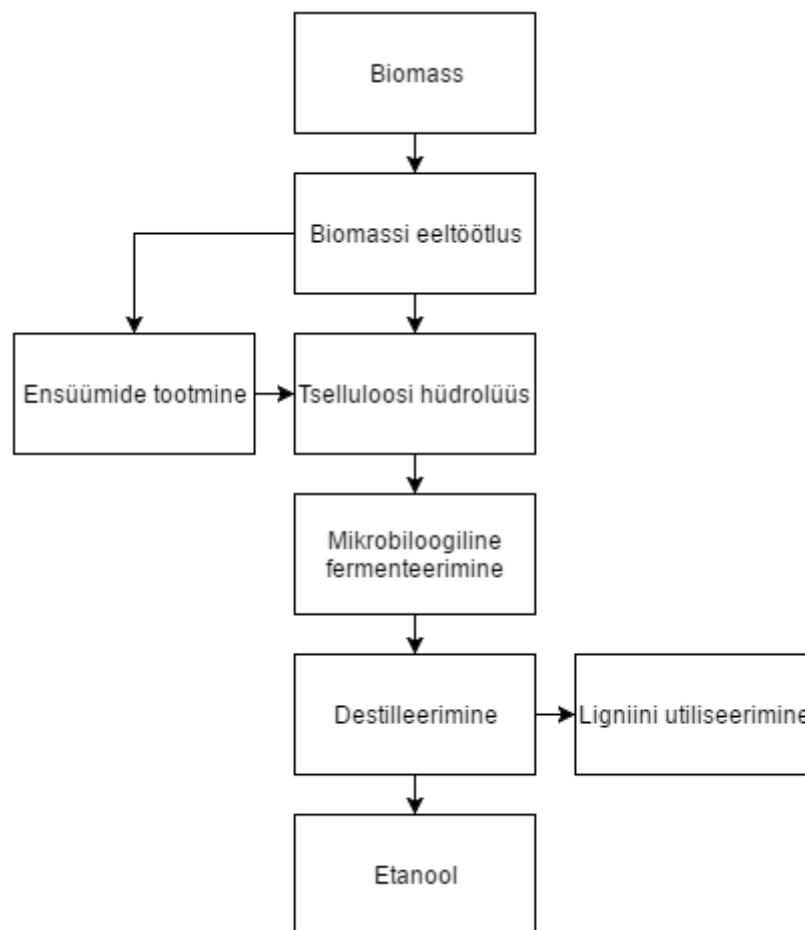 Biomass
Biomassi eeltöötlus
Ensüümide tootmine
Tselluloosi hüdrolüüs
Mikrobiloogiline
fermenteerimine
Destilleerimine
Ligniini utiliseerimine
Etanool